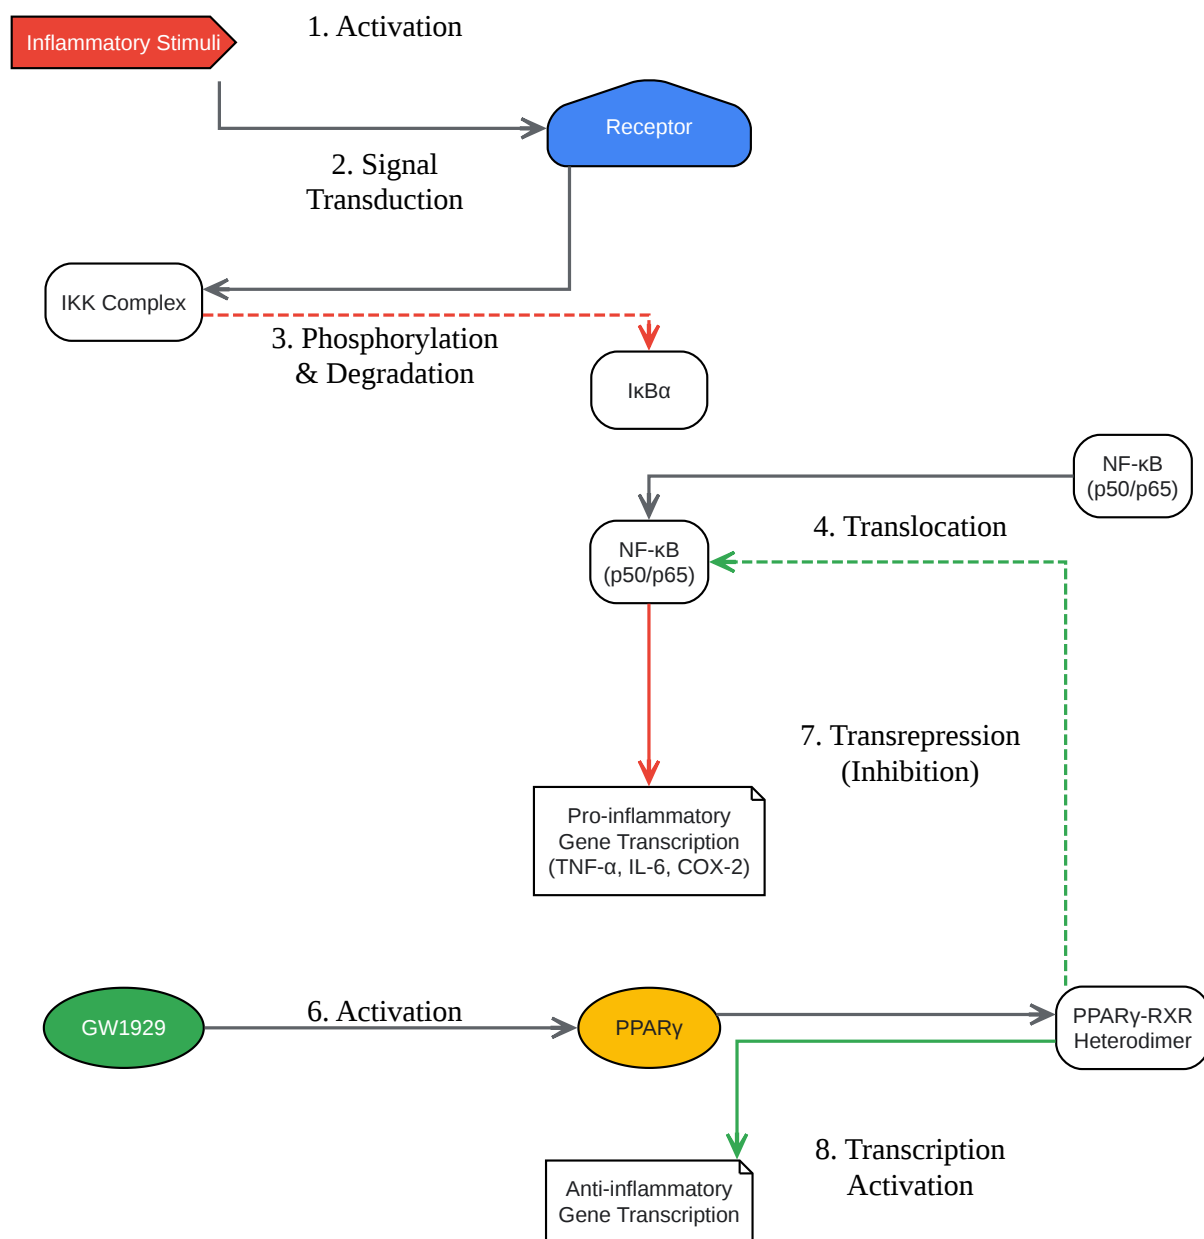 Inflammatory Stimuli
1. Activation
Receptor
2. Signal
Transduction
IKK Complex
3. Phosphorylation
& Degradation
IκBα
NF-κB
(p50/p65)
4. Translocation
NF-κB
(p50/p65)
7. Transrepression
(Inhibition)
Pro-inflammatory
Gene Transcription
(TNF-α, IL-6, COX-2)
GW1929
6. Activation
PPARγ
PPARγ-RXR
Heterodimer
8. Transcription
Activation
Anti-inflammatory
Gene Transcription